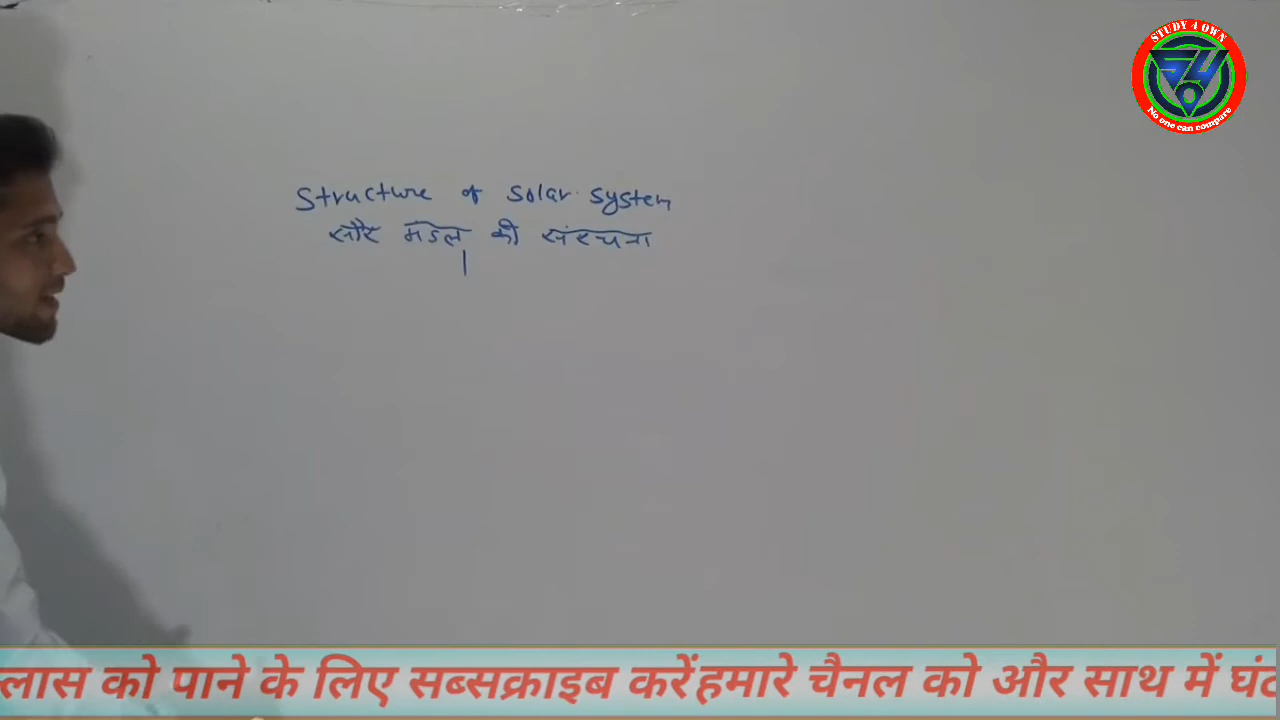 STUDY 4 OWN
S4O
No one can compare
Structure of Solar System
सौर मंडल की संरचना
लास को पाने के लिए सब्सक्राइब करेंहमारे चैनल को और साथ में घंट